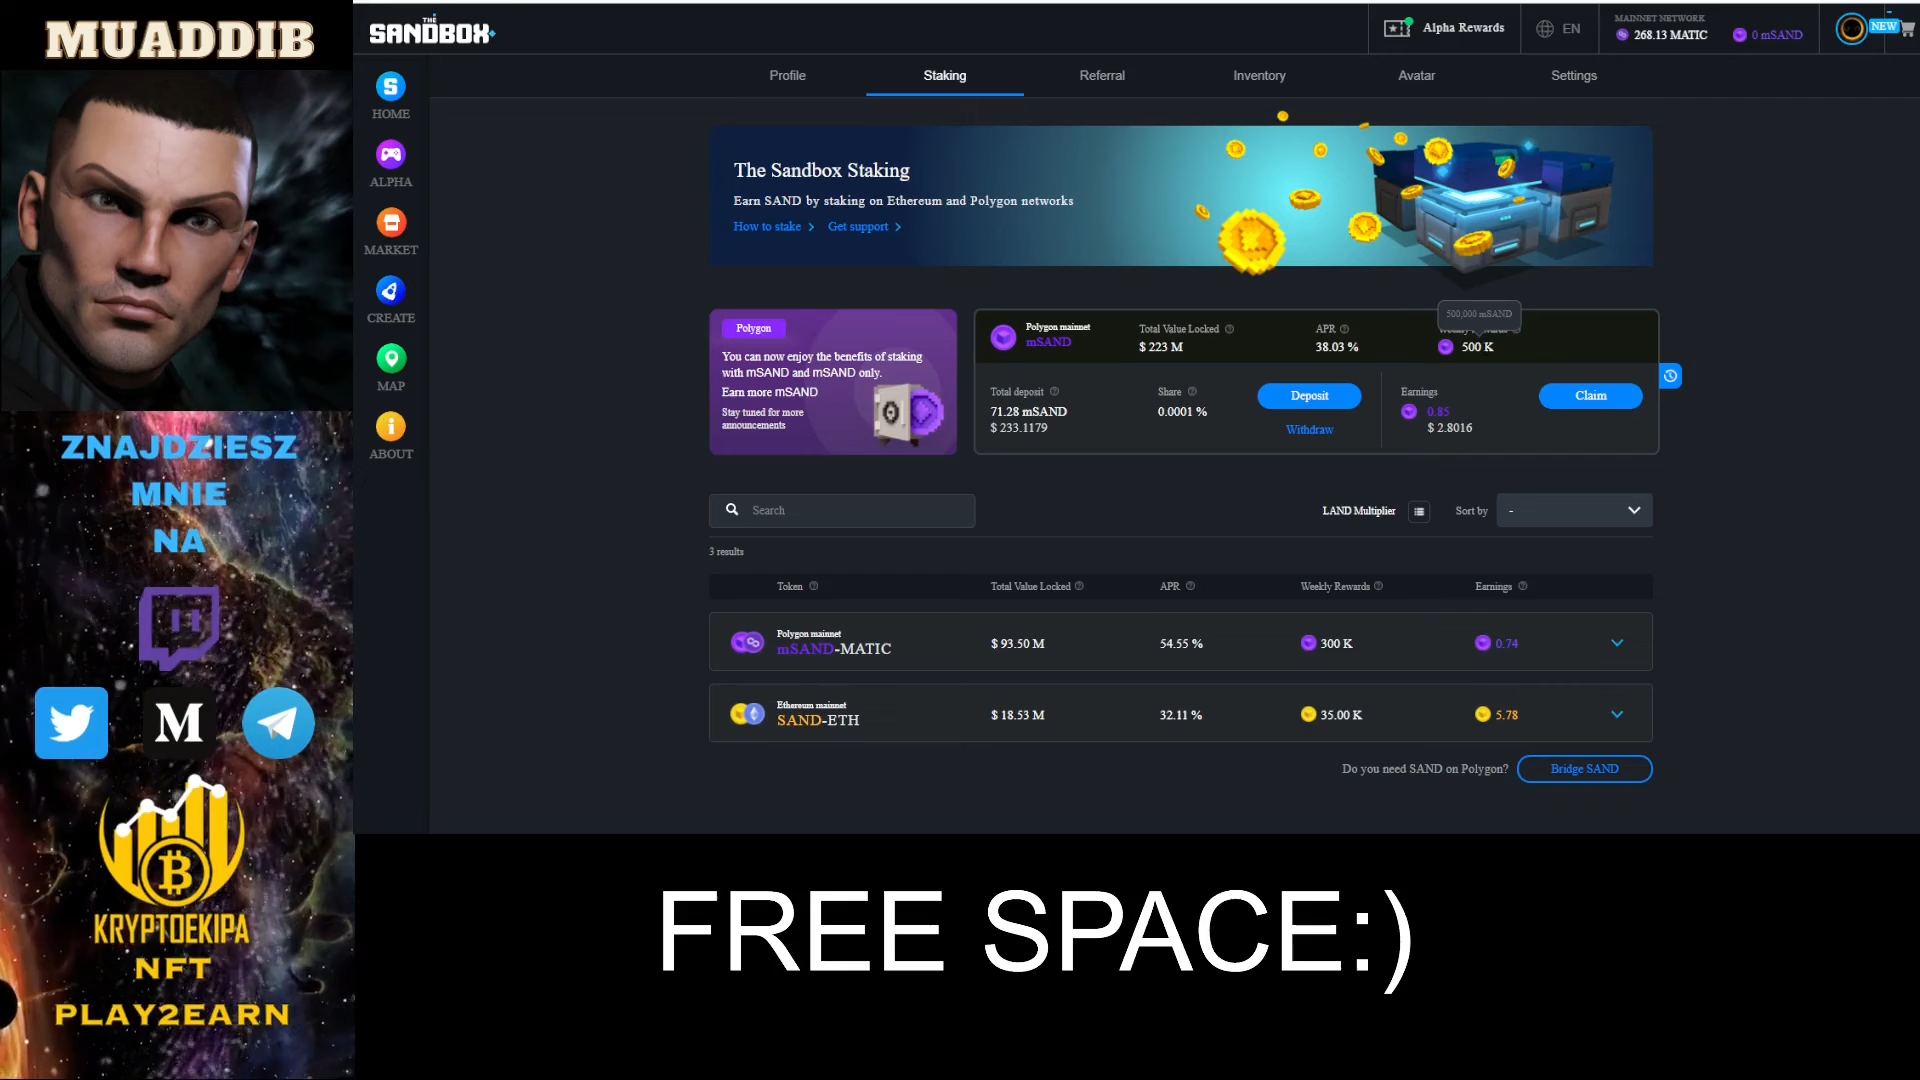 MUADDIB
ZNAJDZIESZ
MNIE
NA
M
KRYPTOEKIPA
NFT
PLAY2EARN
THE
SANDBOX
Alpha Rewards
EN
MAINNET NETWORK
268.13 MATIC
0 mSAND
NEW
HOME
ALPHA
MARKET
CREATE
MAP
ABOUT
Profile
Staking
Referral
Inventory
Avatar
Settings
The Sandbox Staking
Earn SAND by staking on Ethereum and Polygon networks
How to stake
Get support
Polygon
You can now enjoy the benefits of staking
with mSAND and mSAND only.
Earn more mSAND
Stay tuned for more
announcements
Polygon mainnet
mSAND
Total Value Locked
$ 223 M
APR
38.03 %
500,000 mSAND
500 K
Total deposit
71.28 mSAND
$ 233.1179
Share
0.0001 %
Deposit
Withdraw
Earnings
0.85
$ 2.8016
Claim
Search
LAND Multiplier
Sort by
-
3 results
Token
Total Value Locked
APR
Weekly Rewards
Earnings
Polygon mainnet
mSAND-MATIC
$ 93.50 M
54.55 %
300 K
0.74
Ethereum mainnet
SAND-ETH
$ 18.53 M
32.11 %
35.00 K
5.78
Do you need SAND on Polygon?
Bridge SAND
FREE SPACE:)